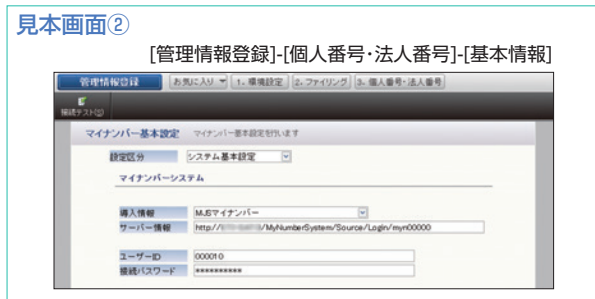 見本画面②
[管理情報登録]-[個人番号・法人番号]-[基本情報]
管理情報登録 お気に入り ▼ 1. 環境設定 2. ファイリング 3. 個人番号・法人番号
接続テスト(S)
マイナンバー基本設定 マイナンバー基本設定を行います
設定区分 システム基本設定
マイナンバーシステム
導入情報 MJSマイナンバー
サーバー情報 http:// /MyNumberSystem/Source/Login/myn00000
ユーザーID 000010
接続パスワード **********